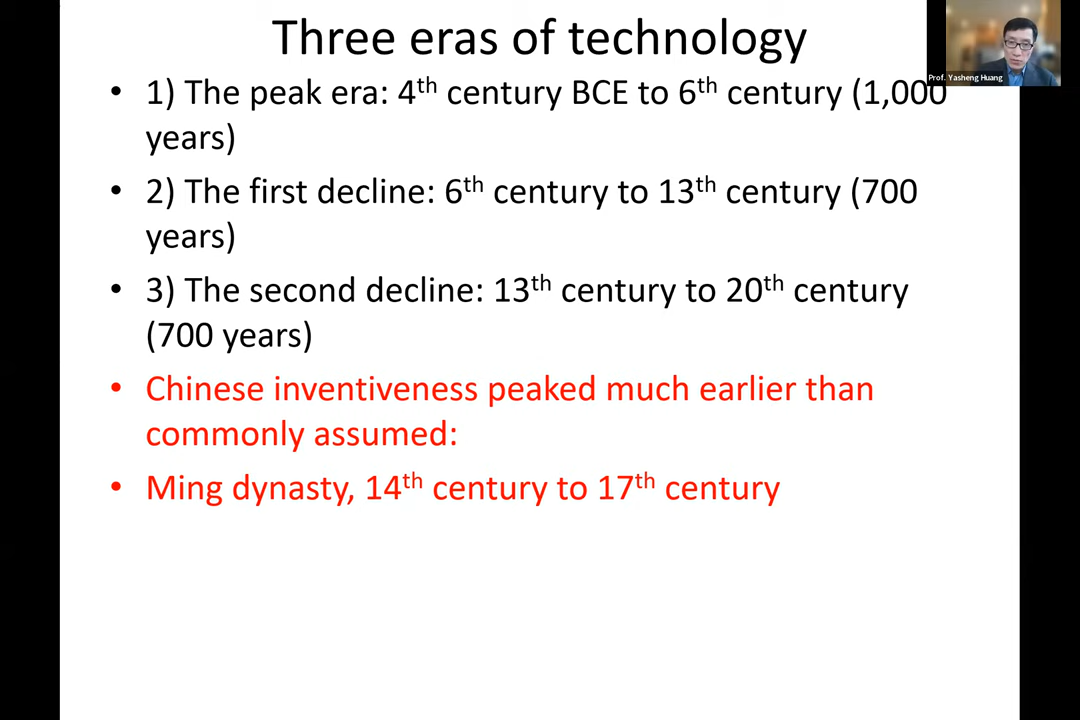 Three eras of technology
Prof. Yasheng Huang
• 1) The peak era: 4th century BCE to 6th century (1,000
years)
• 2) The first decline: 6th century to 13th century (700
years)
• 3) The second decline: 13th century to 20th century
(700 years)
• Chinese inventiveness peaked much earlier than
commonly assumed:
• Ming dynasty, 14th century to 17th century